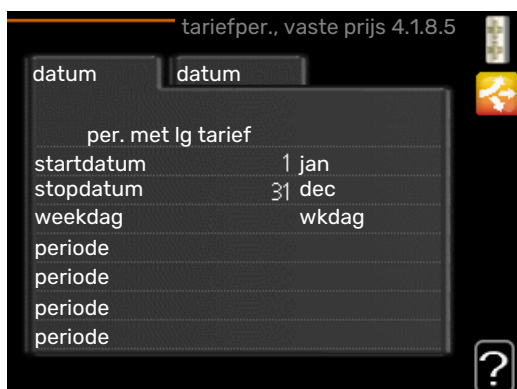 tariefper., vaste prijs 4.1.8.5
datum datum
per. met lg tarief
startdatum 1 jan
stopdatum 31 dec
weekdag wkdag
periode
periode
periode
periode
?